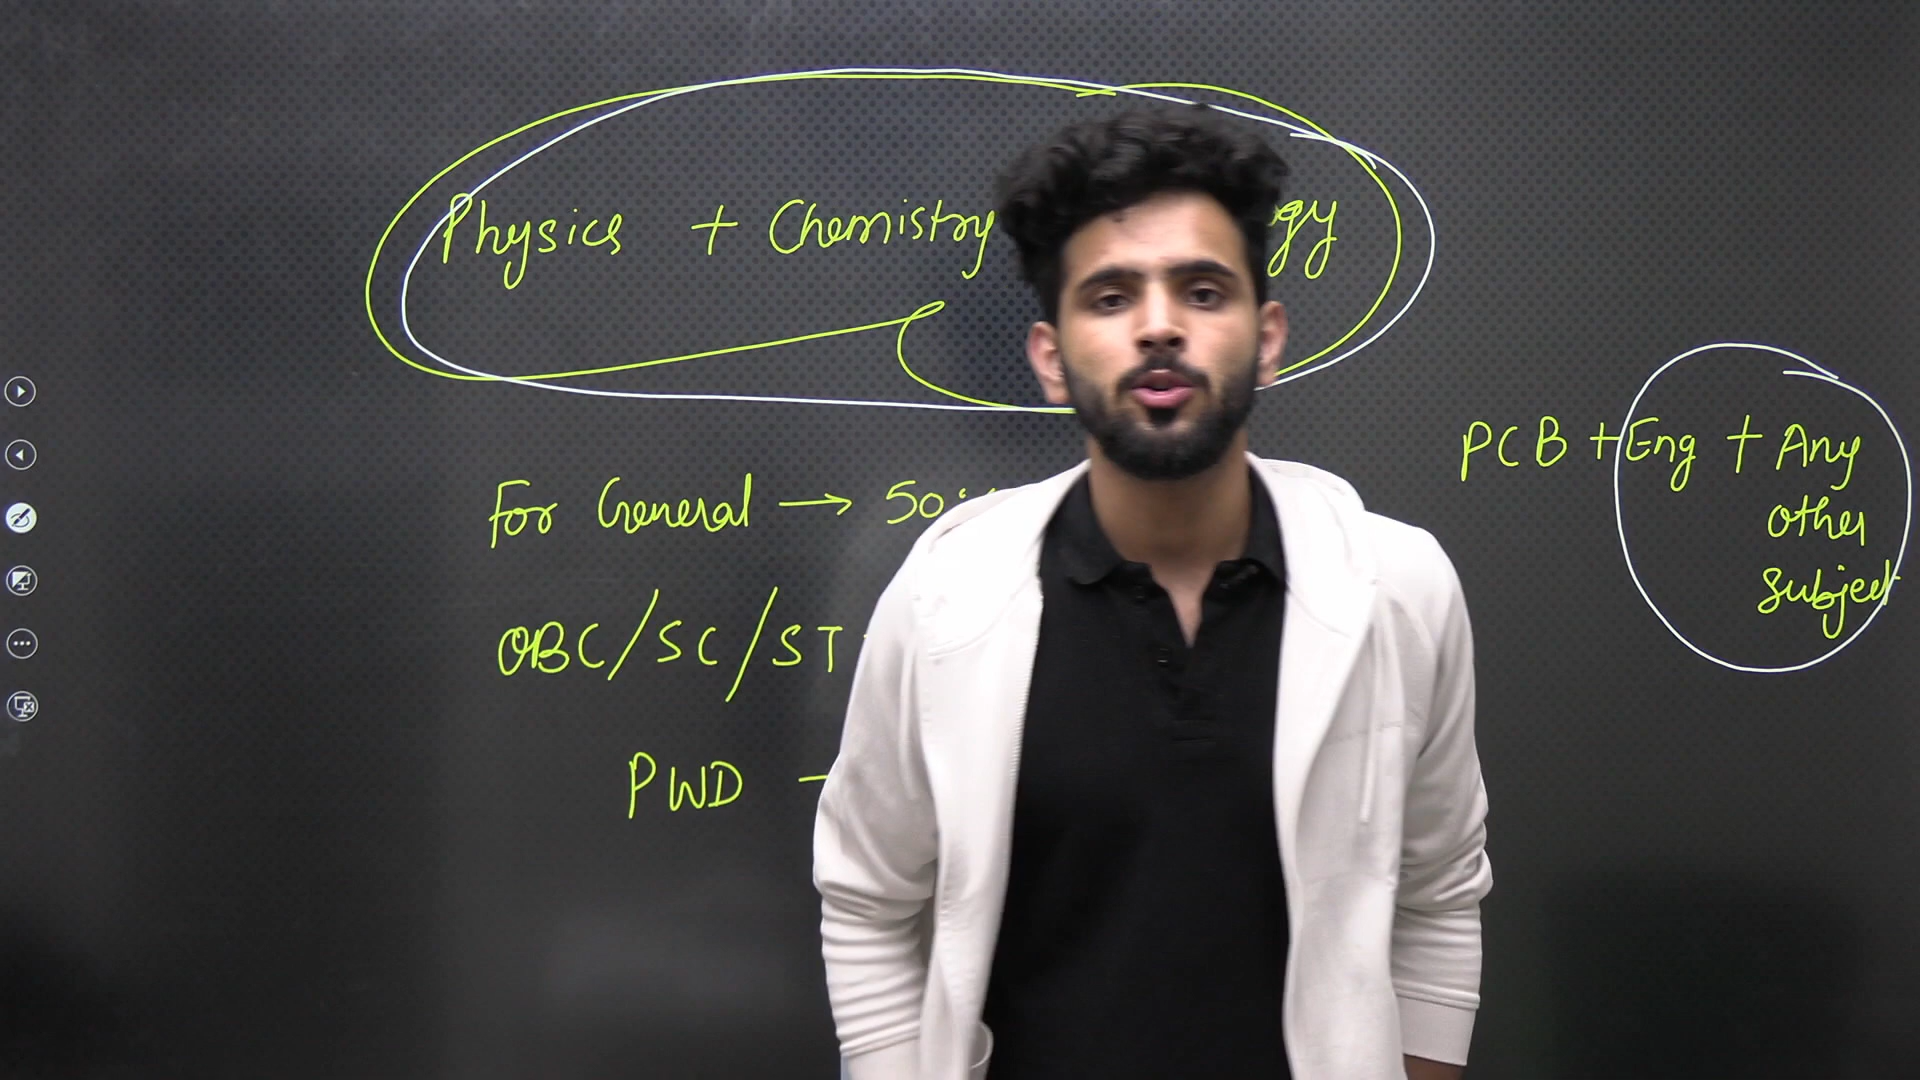 Physics + Chemistry
PCB + Eng + Any
other
subject
For General → 50
OBC/SC/ST
PWD